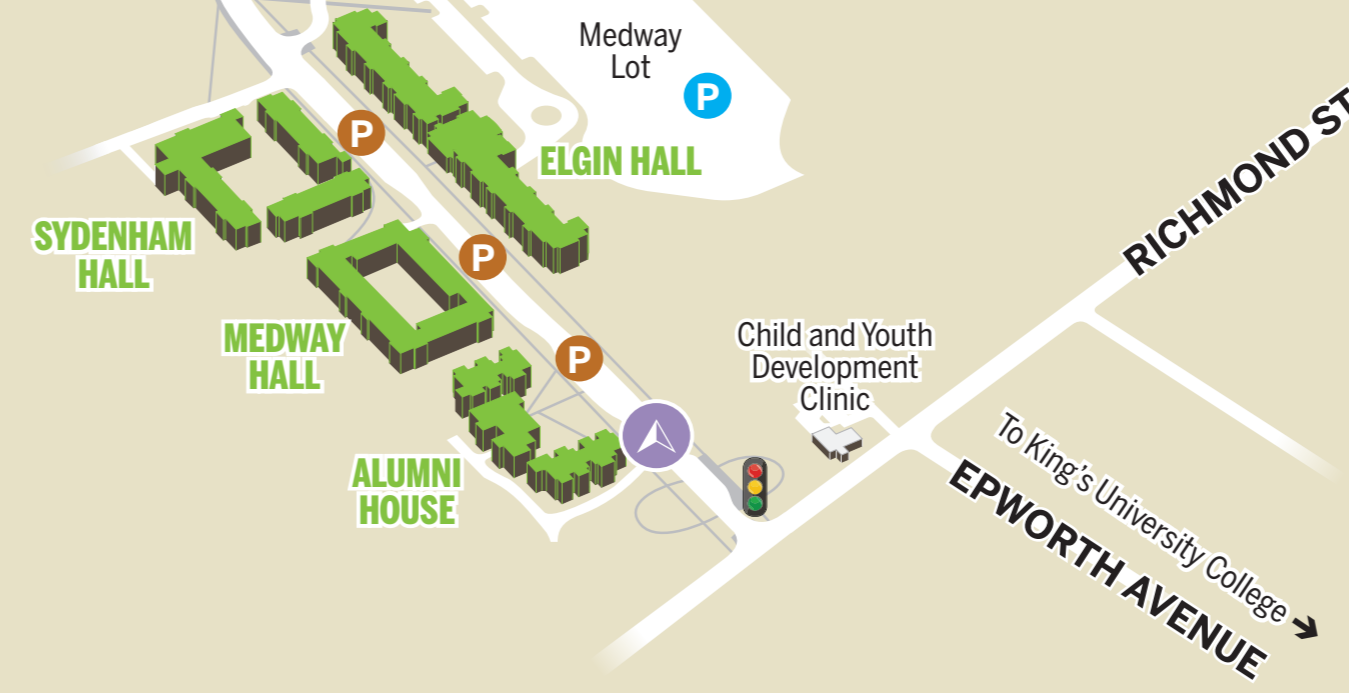 Medway
Lot
P
P
ELGIN HALL
RICHMOND ST
SYDENHAM
HALL
P
MEDWAY
HALL
P
Child and Youth
Development
Clinic
ALUMNI
HOUSE
To King's University College
EPWORTH AVENUE